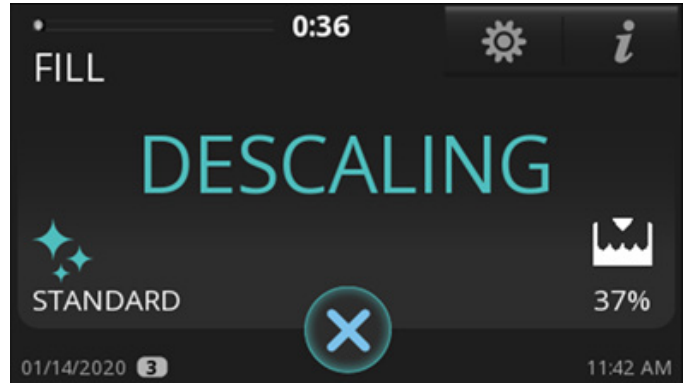 0:36
i
FILL
DESCALING
STANDARD
37%
01/14/2020 3
11:42 AM